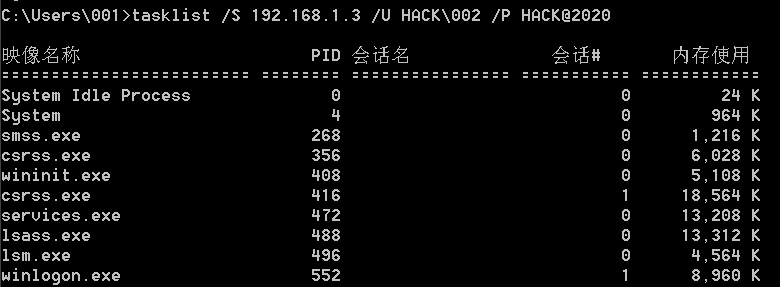 C:\Users\001>tasklist /S 192.168.1.3 /U HACK\002 /P HACK@2020
映像名称                       PID 会话名              会话#       内存使用
========================= ======== ================ =========== ============
System Idle Process              0                            0         24 K
System                           4                            0        964 K
smss.exe                       268                            0      1,216 K
csrss.exe                      356                            0      6,028 K
wininit.exe                    408                            0      5,108 K
csrss.exe                      416                            1     18,564 K
services.exe                   472                            0     13,208 K
lsass.exe                      488                            0     13,312 K
lsm.exe                        496                            0      4,564 K
winlogon.exe                   552                            1      8,960 K